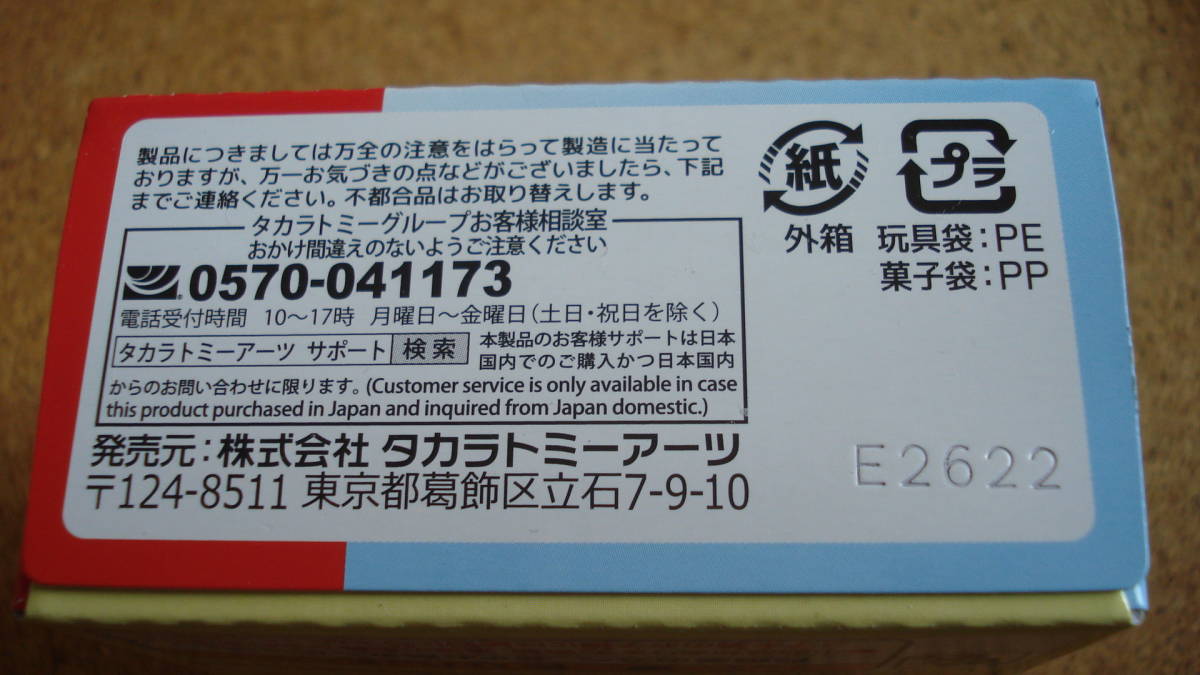 製品につきましては万全の注意をはらって製造に当たって
おりますが、万一お気づきの点などがございましたら、下記
までご連絡ください。不都合品はお取り替えします。
タカラトミーグループお客様相談室
おかけ間違えのないようご注意ください
0570-041173
電話受付時間 10〜17時 月曜日〜金曜日(土日・祝日を除く)
タカラトミーアーツ サポート 検索
本製品のお客様サポートは日本
国内でのご購入かつ日本国内
からのお問い合わせに限ります。(Customer service is only available in case
this product purchased in Japan and inquired from Japan domestic.)
発売元:株式会社 タカラトミーアーツ
〒124-8511 東京都葛飾区立石7-9-10
紙
外箱
プラ
玩具袋:PE
菓子袋:PP
E2622